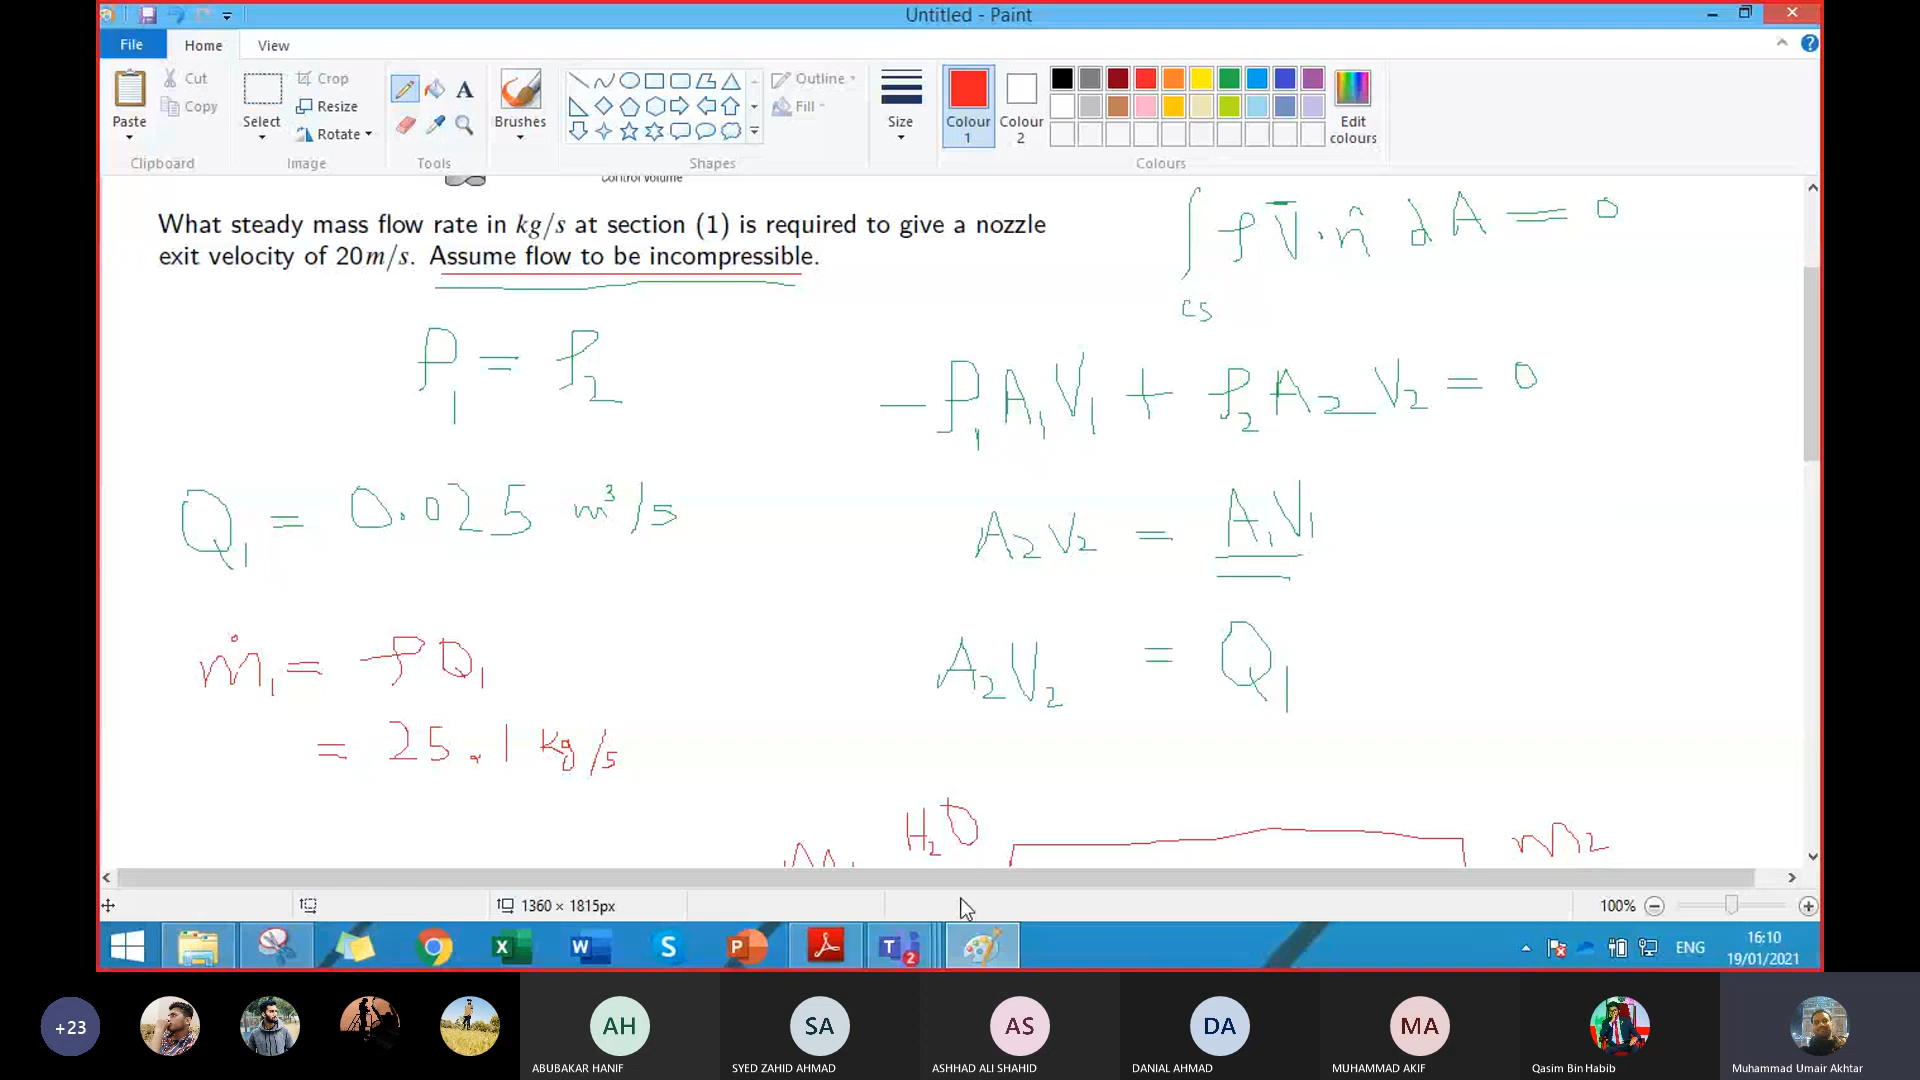 Untitled - Paint
File Home View
Paste Cut Copy Clipboard
Select Crop Resize Rotate Image
Tools
Brushes
Outline Fill Shapes
Size
Colour 1 Colour 2 Edit colours Colours
Control Volume
What steady mass flow rate in kg/s at section (1) is required to give a nozzle
exit velocity of 20m/s. Assume flow to be incompressible.
∫ ρ V̄ · n̂ dA = 0
CS
ρ₁ = ρ₂
- ρ₁A₁V₁ + ρ₂A₂V₂ = 0
Q₁ = 0.025 m³/s
A₂V₂ = A₁V₁
ṁ₁ = ρQ₁
A₂V₂ = Q₁
= 25.1 kg/s
H₂O
m₂
1360 × 1815px
100%
2
ENG
16:10
19/01/2021
+23
AH SA AS DA MA
ABUBAKAR HANIF SYED ZAHID AHMAD ASHHAD ALI SHAHID DANIAL AHMAD MUHAMMAD AKIF Qasim Bin Habib Muhammad Umair Akhtar